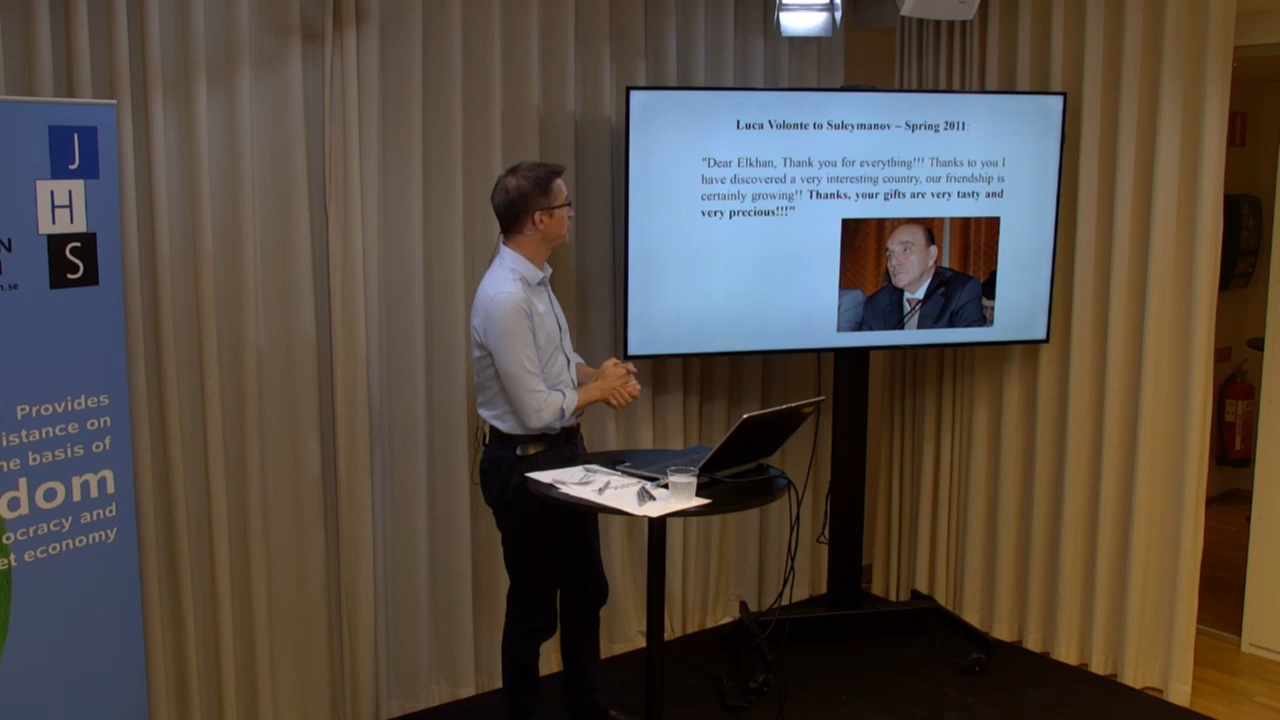 J
H
S
N
n.se
Provides
istance on
he basis of
dom
ocracy and
et economy
Luca Volonte to Suleymanov – Spring 2011:
"Dear Elkhan, Thank you for everything!!! Thanks to you I
have discovered a very interesting country, our friendship is
certainly growing!! Thanks, your gifts are very tasty and
very precious!!!"